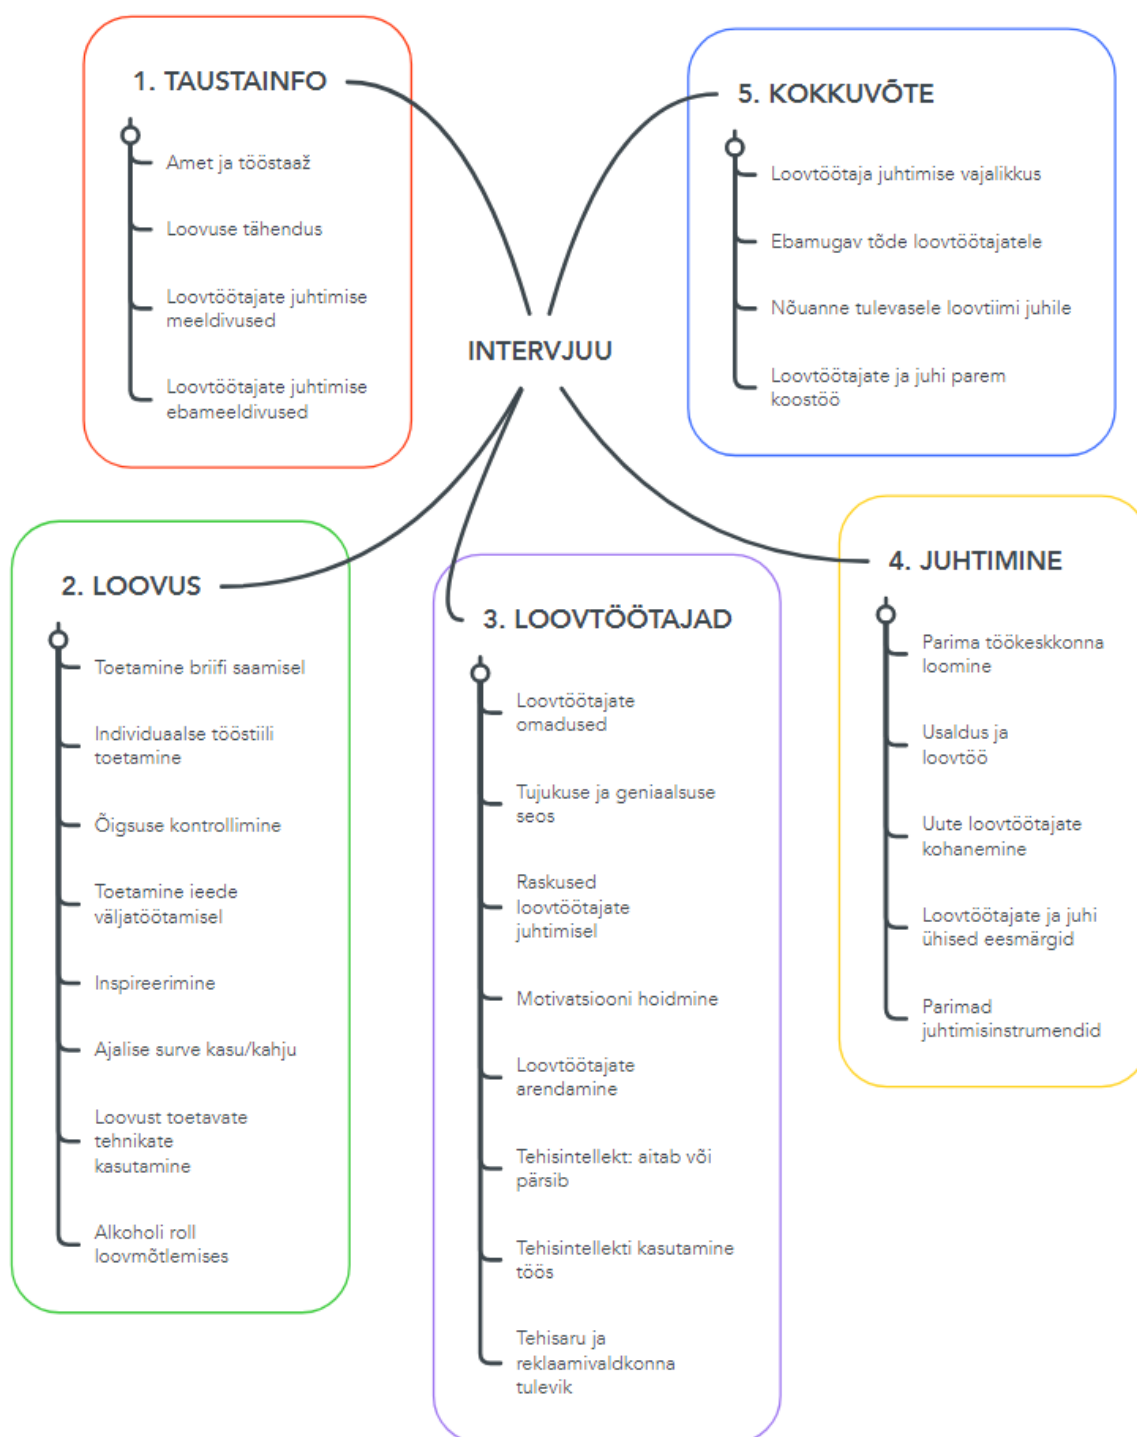 1. TAUSTAINFO
Amet ja tööstaaž
Loovuse tähendus
Loovtöötajate juhtimise
meeldivused
Loovtöötajate juhtimise
ebameeldivused
5. KOKKUVÕTE
Loovtöötaja juhtimise vajalikkus
Ebamugav tõde loovtöötajatele
Nõuanne tulevasele loovtiimi juhile
Loovtöötajate ja juhi parem
koostöö
INTERVJUU
2. LOOVUS
Toetamine briifi saamisel
Individuaalse tööstiili
toetamine
Õigsuse kontrollimine
Toetamine ieede
väljatöötamisel
Inspireerimine
Ajalise surve kasu/kahju
Loovust toetavate
tehnikate
kasutamine
Alkoholi roll
loovmõtlemises
3. LOOVTÖÖTAJAD
Loovtöötajate
omadused
Tujukuse ja geniaalsuse
seos
Raskused
loovtöötajate
juhtimisel
Motivatsiooni hoidmine
Loovtöötajate
arendamine
Tehisintellekt: aitab või
pärsib
Tehisintellekti kasutamine
töös
Tehisaru ja
reklaamivaldkonna
tulevik
4. JUHTIMINE
Parima töökeskkonna
loomine
Usaldus ja
loovtöö
Uute loovtöötajate
kohanemine
Loovtöötajate ja juhi
ühised eesmärgid
Parimad
juhtimisinstrumendid